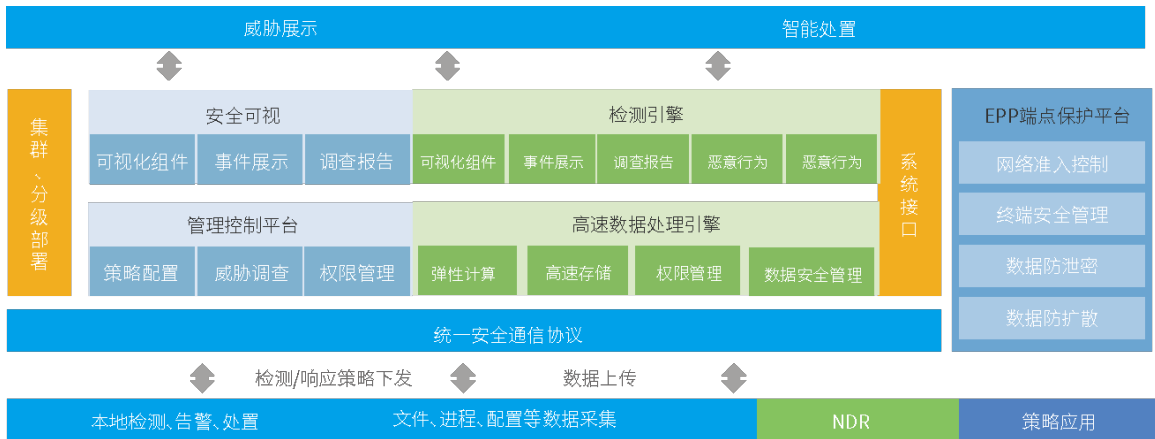 威胁展示 智能处置
集群、分级部署
安全可视
可视化组件 事件展示 调查报告
检测引擎
可视化组件 事件展示 调查报告 恶意行为 恶意行为
管理控制平台
策略配置 威胁调查 权限管理
高速数据处理引擎
弹性计算 高速存储 权限管理 数据安全管理
系统接口
EPP端点保护平台
网络准入控制
终端安全管理
数据防泄密
数据防扩散
统一安全通信协议
检测/响应策略下发 数据上传
本地检测、告警、处置 文件、进程、配置等数据采集 NDR 策略应用